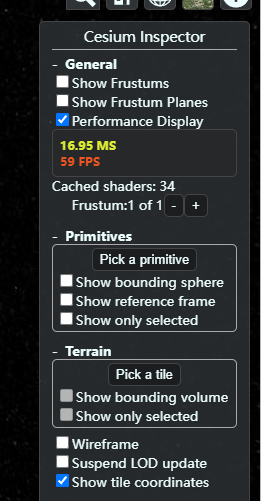 Cesium Inspector
- General
Show Frustums
Show Frustum Planes
Performance Display
16.95 MS
59 FPS
Cached shaders: 34
Frustum:1 of 1 - +
- Primitives
Pick a primitive
Show bounding sphere
Show reference frame
Show only selected
- Terrain
Pick a tile
Show bounding volume
Show only selected
Wireframe
Suspend LOD update
Show tile coordinates